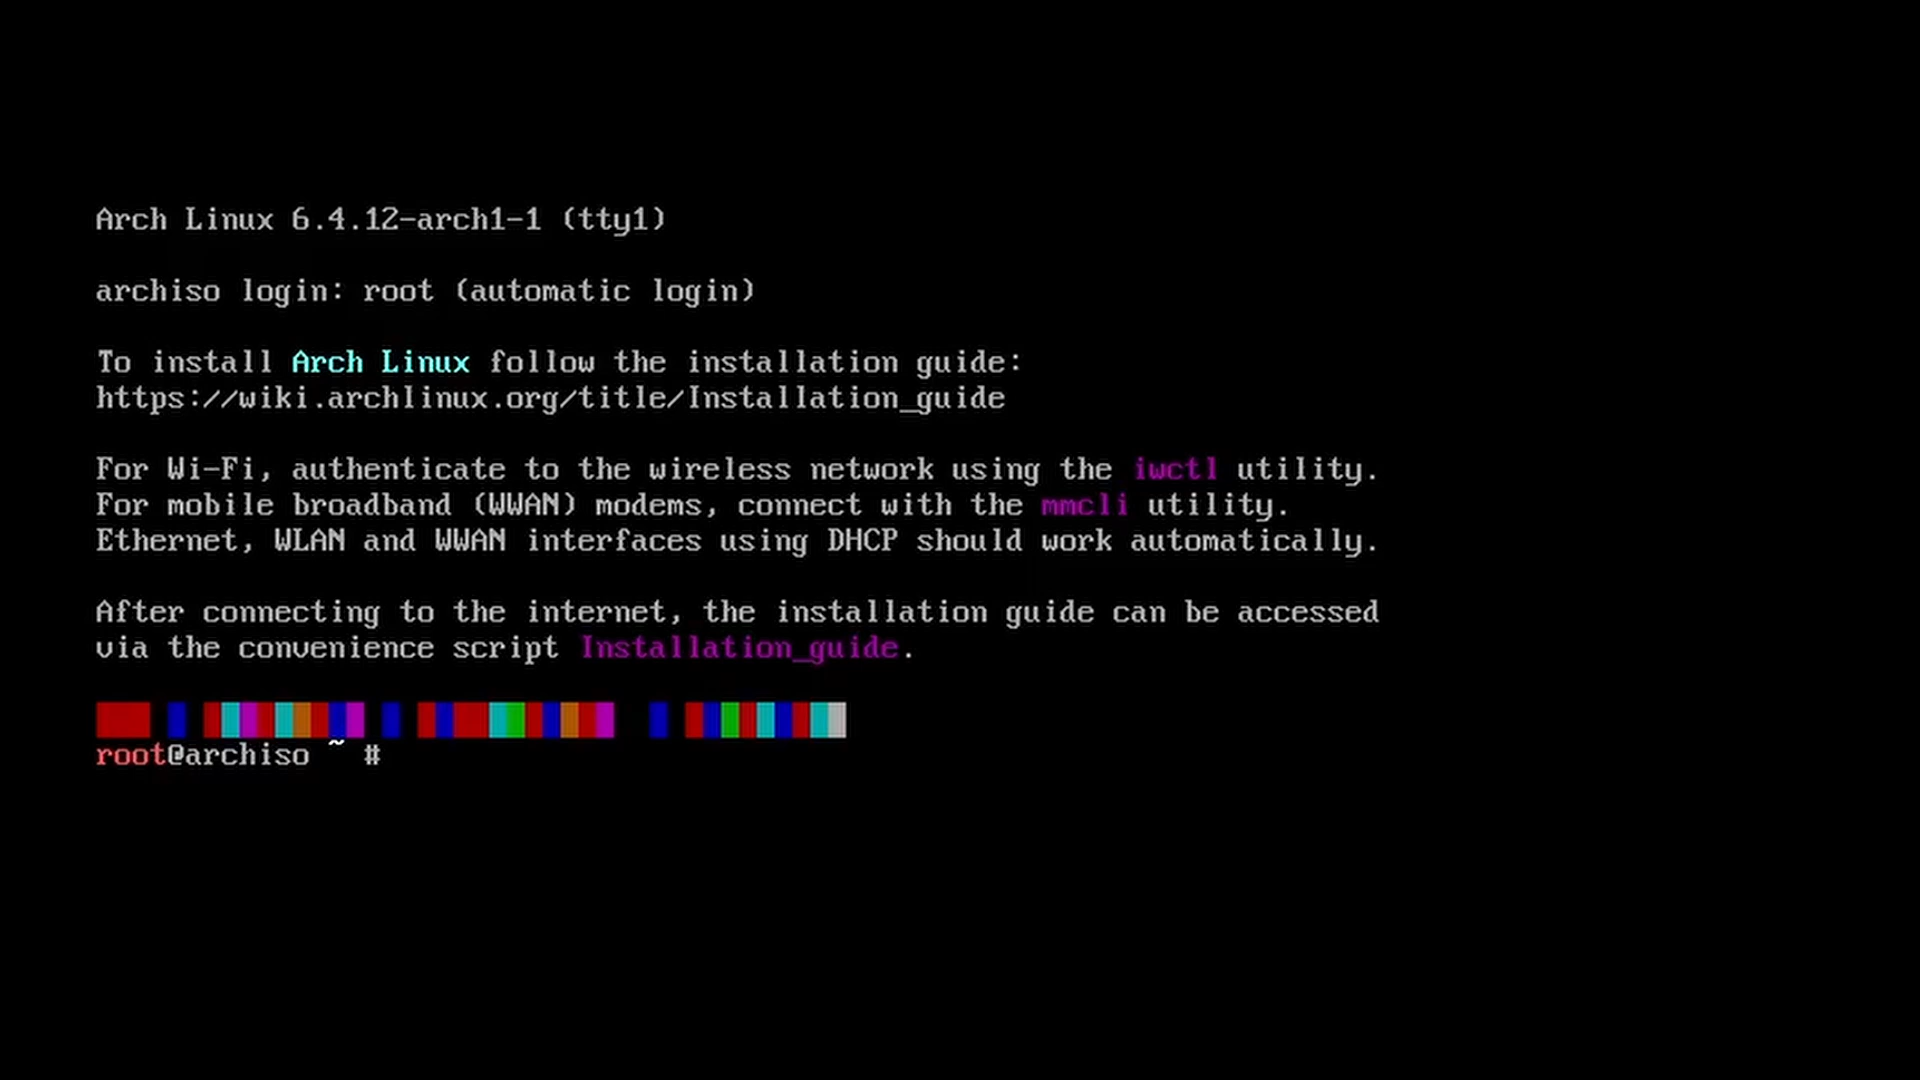 Arch Linux 6.4.12-arch1-1 (tty1)
archiso login: root (automatic login)
To install Arch Linux follow the installation guide:
https://wiki.archlinux.org/title/Installation_guide
For Wi-Fi, authenticate to the wireless network using the iwctl utility.
For mobile broadband (WWAN) modems, connect with the mmcli utility.
Ethernet, WLAN and WWAN interfaces using DHCP should work automatically.
After connecting to the internet, the installation guide can be accessed
via the convenience script Installation_guide.
root@archiso ~ #